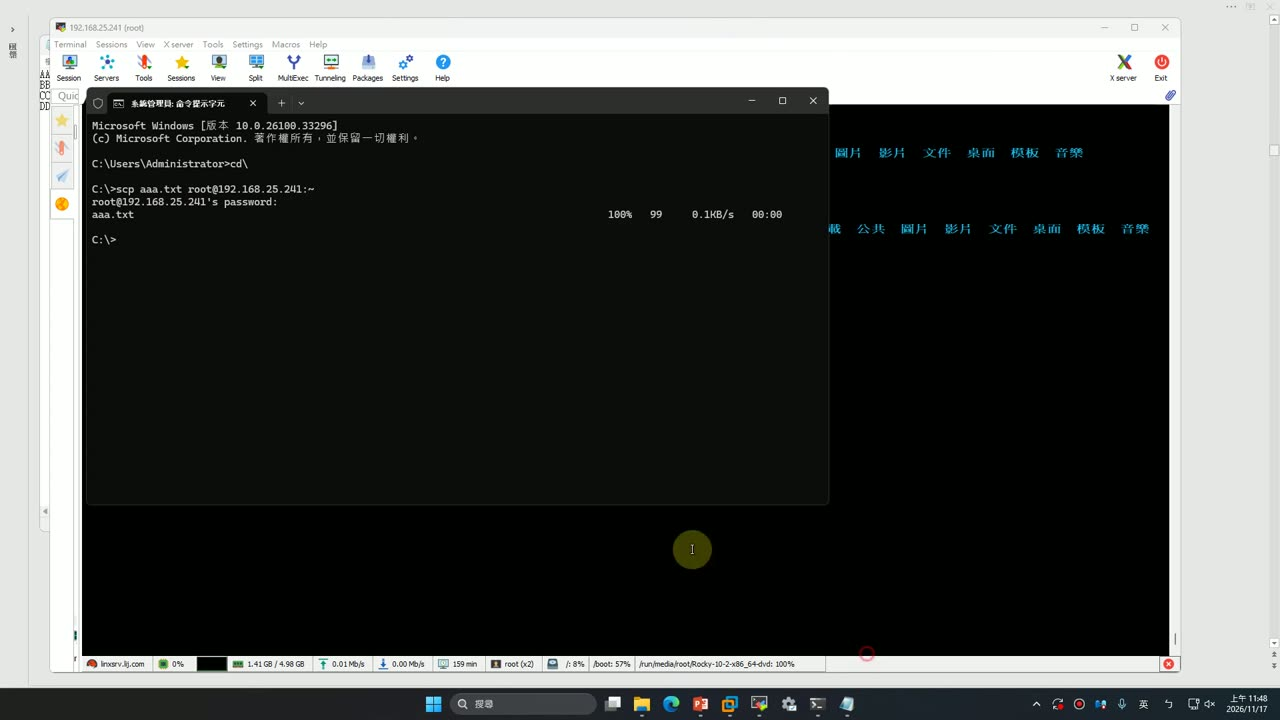 192.168.25.241 (root)
Terminal Sessions View X server Tools Settings Macros Help
Session Servers Tools Sessions View Split MultiExec Tunneling Packages Settings Help X server Exit
Quic
系統管理員: 命令提示字元
Microsoft Windows [版本 10.0.26100.33296]
(c) Microsoft Corporation. 著作權所有，並保留一切權利。
C:\Users\Administrator>cd\
C:\>scp aaa.txt root@192.168.25.241:~
root@192.168.25.241's password:
aaa.txt 100% 99 0.1KB/s 00:00
C:\>
圖片 影片 文件 桌面 模板 音樂
載 公共 圖片 影片 文件 桌面 模板 音樂
linxsrv.lij.com 0% 1.41 GB / 4.98 GB 0.01 Mb/s 0.00 Mb/s 159 min root (x2) /: 8% /boot: 57% /run/media/root/Rocky-10-2-x86_64-dvd: 100%
搜尋
英
上午 11:48
2026/11/17